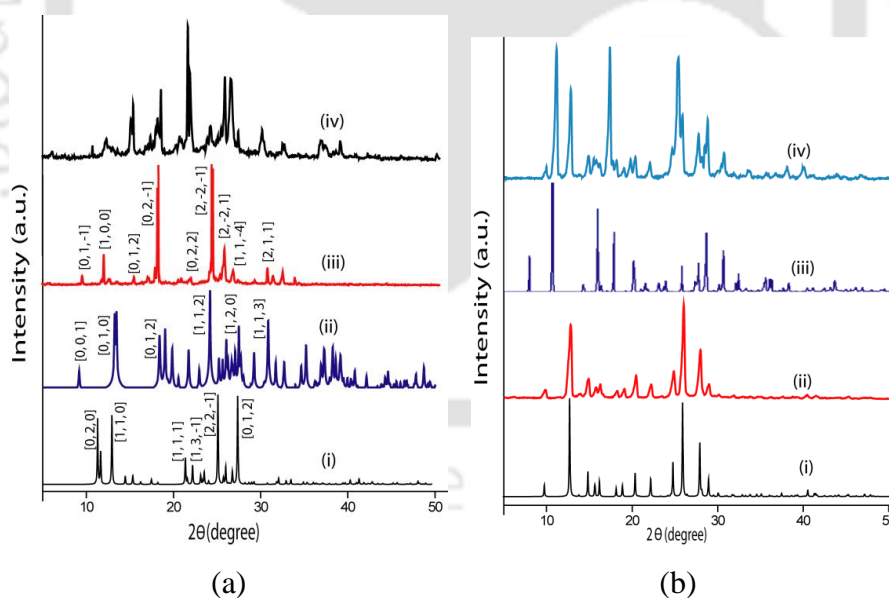 (a)
Intensity (a.u.)
(iv)
[0, 1, -1]
[1, 0, 0]
[0, 1, 2]
[0, 2, -1]
[0, 2, 2]
[2, -2, -1]
[2, -2, 1]
[1, 1, -4]
[2, 1, 1]
(iii)
[0, 0, 1]
[0, 1, 0]
[0, 1, 2]
[1, 1, 2]
[1, 2, 0]
[1, 1, 3]
(ii)
[0, 2, 0]
[1, 1, 0]
[1, 1, 1]
[1, 3, -1]
[2, 2, -1]
[0, 1, 2]
(i)
10 20 30 40 50
2θ(degree)
Intensity (a.u.)
(iv)
(iii)
(ii)
(i)
10 20 30 40 50
2θ(degree)
(b)